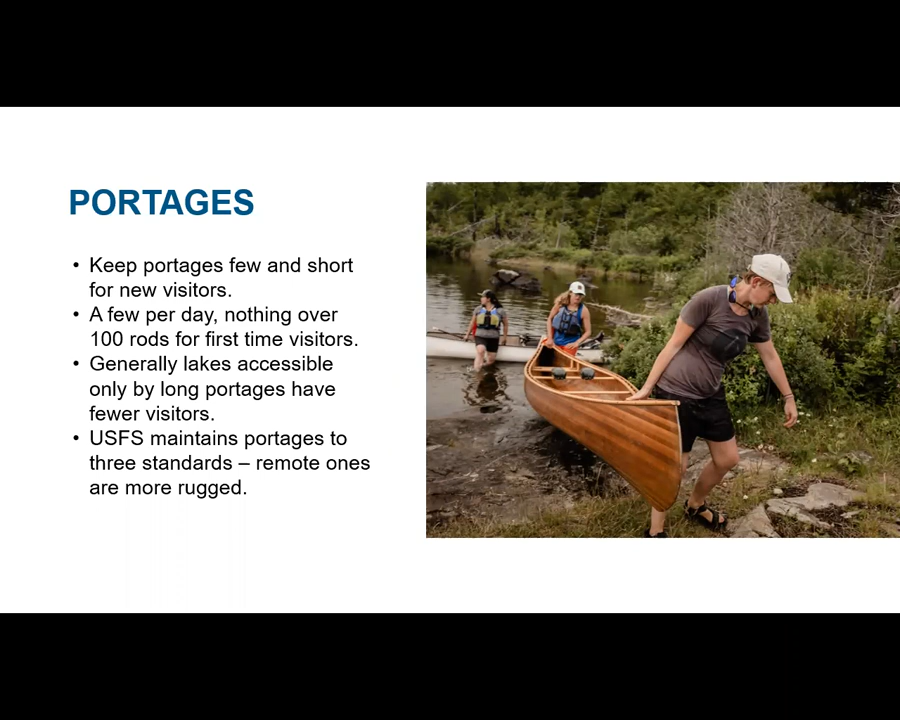 PORTAGES
• Keep portages few and short
for new visitors.
• A few per day, nothing over
100 rods for first time visitors.
• Generally lakes accessible
only by long portages have
fewer visitors.
• USFS maintains portages to
three standards – remote ones
are more rugged.